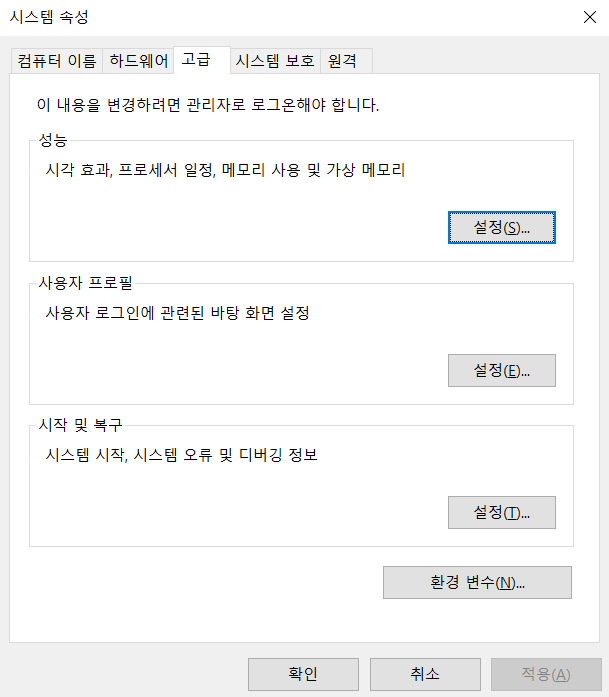 시스템 속성
컴퓨터 이름 하드웨어 고급 시스템 보호 원격
이 내용을 변경하려면 관리자로 로그온해야 합니다.
성능
시각 효과, 프로세서 일정, 메모리 사용 및 가상 메모리
설정(S)...
사용자 프로필
사용자 로그인에 관련된 바탕 화면 설정
설정(E)...
시작 및 복구
시스템 시작, 시스템 오류 및 디버깅 정보
설정(T)...
환경 변수(N)...
확인 취소 적용(A)